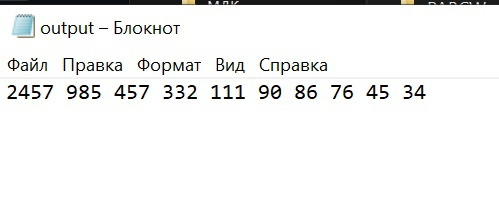 output – Блокнот
Файл Правка Формат Вид Справка
2457 985 457 332 111 90 86 76 45 34